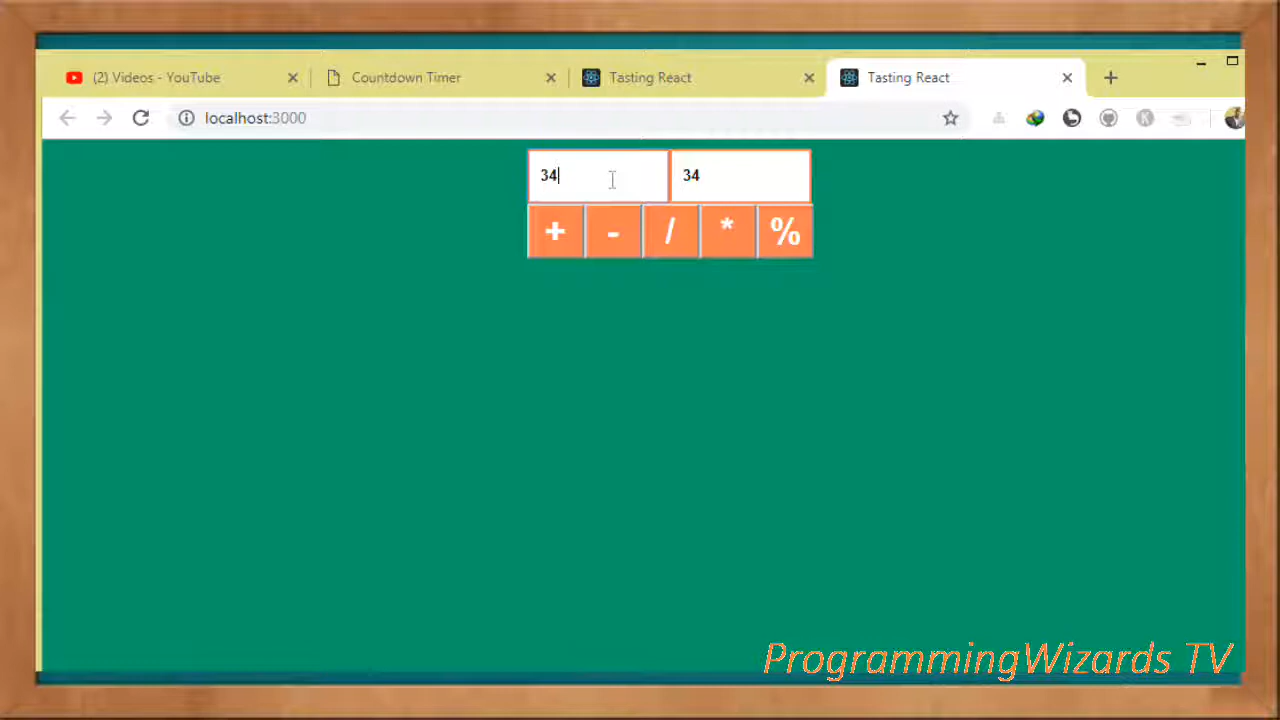 (2) Videos - YouTube
Countdown Timer
Tasting React
Tasting React
localhost:3000
34
34
+ - / * %
ProgrammingWizards TV